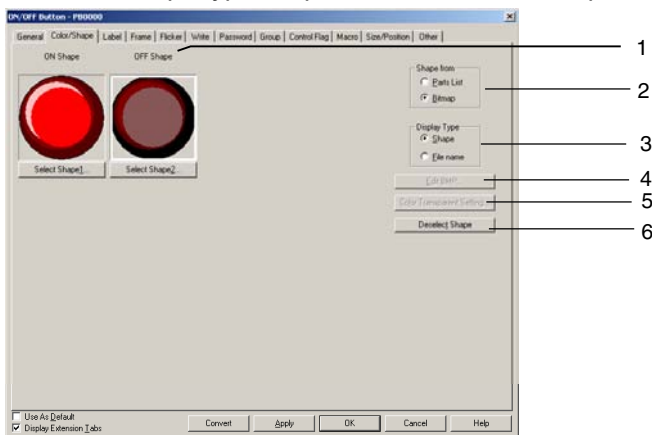 ON/OFF Button - PB0000
General Color/Shape Label Frame Flicker Write Password Group Control Flag Macro Size/Position Other
ON Shape OFF Shape
1
Shape from
Parts List
Bitmap
2
Display Type
Shape
File name
3
Select Shape1... Select Shape2...
Edit BMP...
4
Color Transparent Setting...
5
Deselect Shape
6
Use As Default
Display Extension Tabs
Convert Apply OK Cancel Help